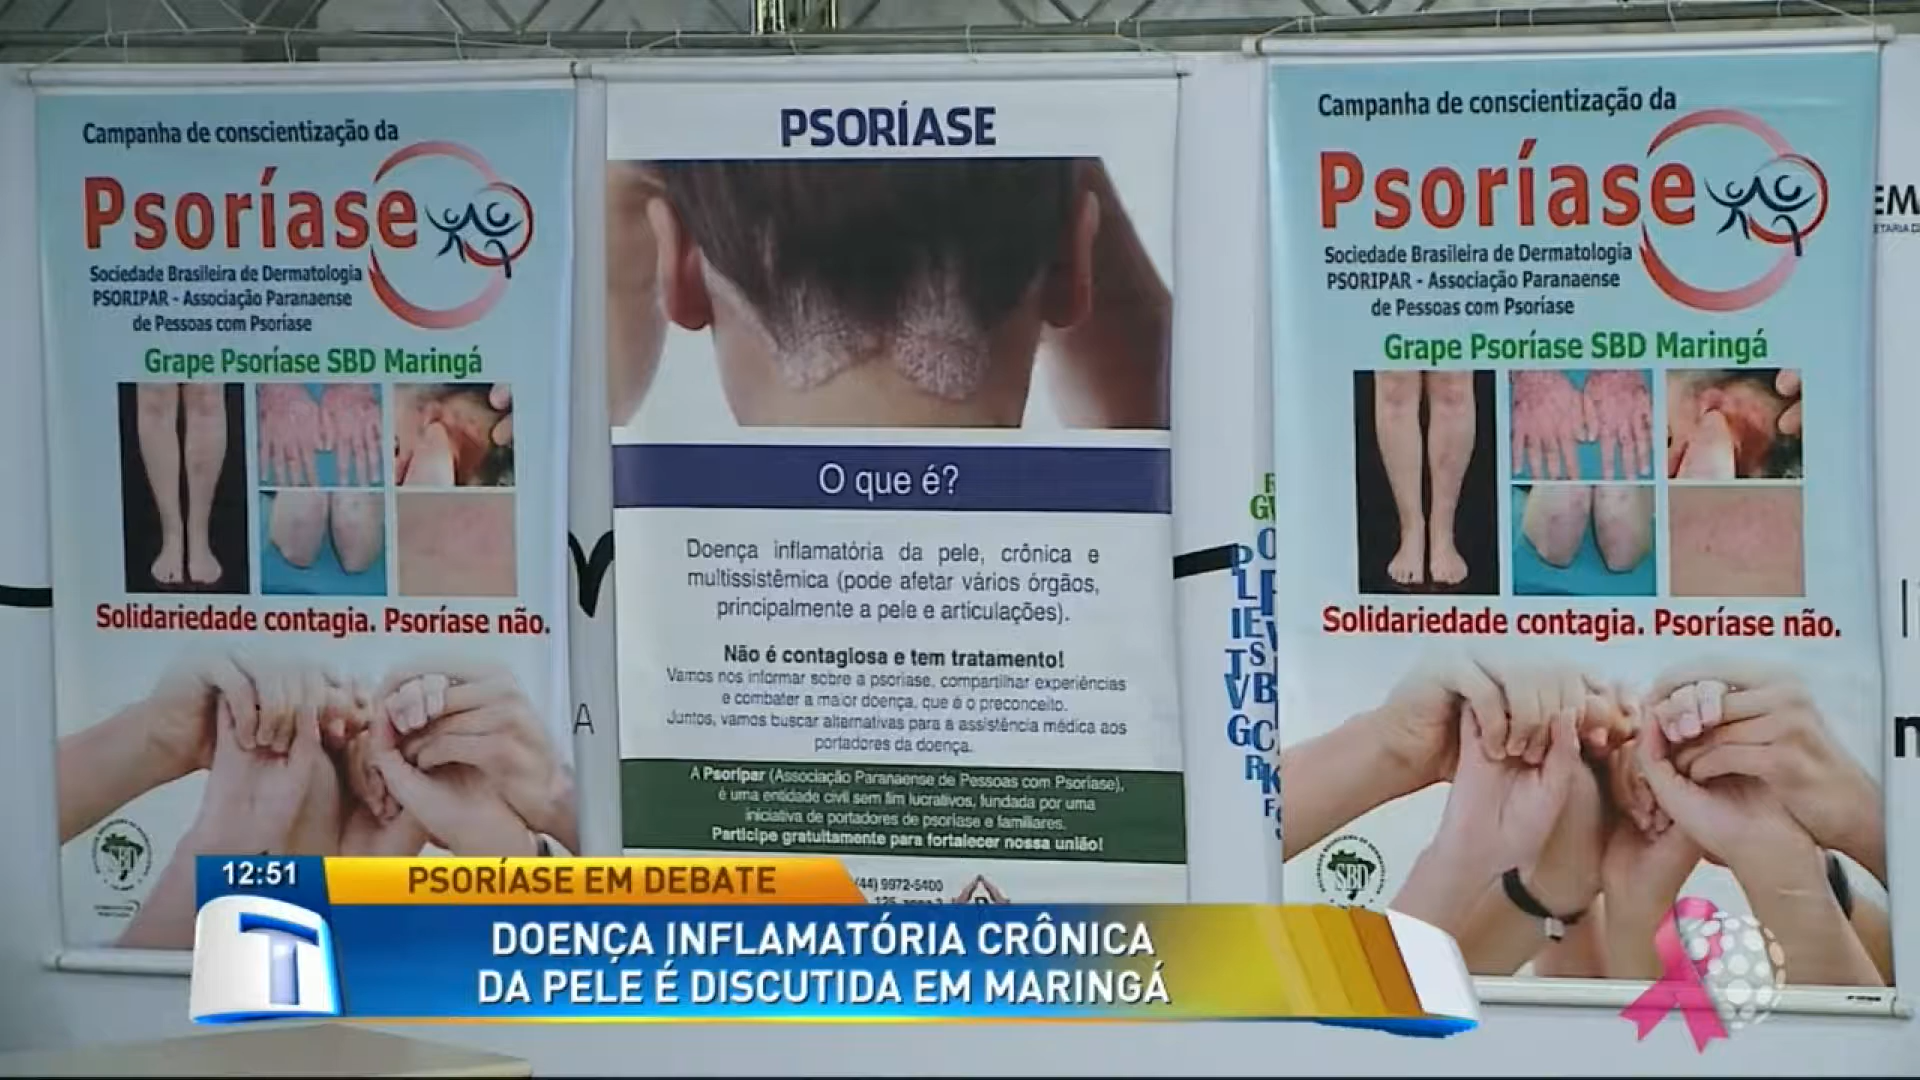 Campanha de conscientização da
Psoríase
Sociedade Brasileira de Dermatologia
PSORIPAR - Associação Paranaense
de Pessoas com Psoríase
Grape Psoríase SBD Maringá
Solidariedade contagia. Psoríase não.
SBD
PSORÍASE
O que é?
Doença inflamatória da pele, crônica e
multissistêmica (pode afetar vários órgãos,
principalmente a pele e articulações).
Não é contagiosa e tem tratamento!
Vamos nos informar sobre a psoríase, compartilhar experiências
e combater a maior doença, que é o preconceito.
Juntos, vamos buscar alternativas para a assistência médica aos
portadores da doença.
A Psoripar (Associação Paranaense de Pessoas com Psoríase),
é uma entidade civil sem fim lucrativos, fundada por uma
iniciativa de portadores de psoríase e familiares.
Participe gratuitamente para fortalecer nossa união!
(44) 9972-5400
Campanha de conscientização da
Psoríase
Sociedade Brasileira de Dermatologia
PSORIPAR - Associação Paranaense
de Pessoas com Psoríase
Grape Psoríase SBD Maringá
Solidariedade contagia. Psoríase não.
SBD
12:51
PSORÍASE EM DEBATE
T
DOENÇA INFLAMATÓRIA CRÔNICA
DA PELE É DISCUTIDA EM MARINGÁ